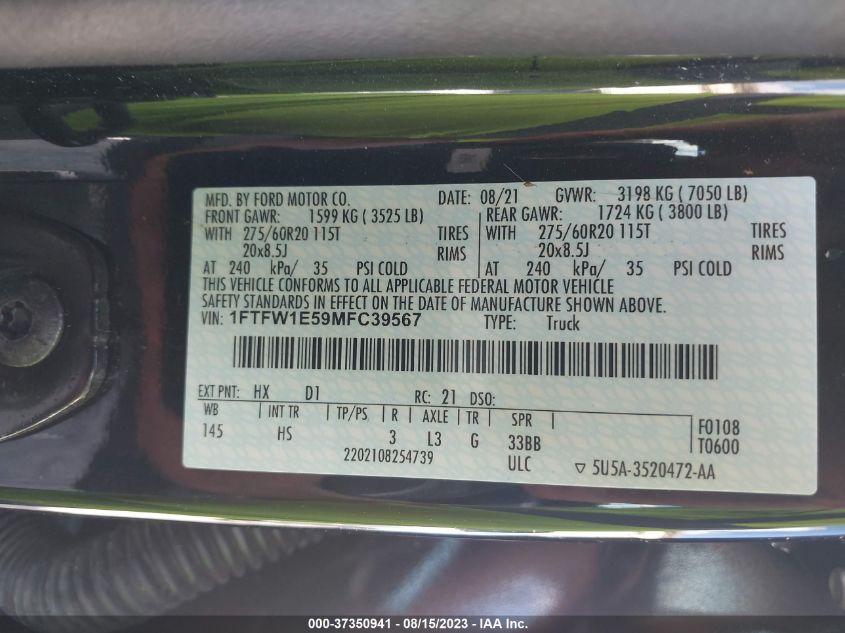 MFD. BY FORD MOTOR CO. DATE: 08/21 GVWR: 3198 KG ( 7050 LB)
FRONT GAWR: 1599 KG ( 3525 LB) REAR GAWR: 1724 KG ( 3800 LB)
WITH 275/60R20 115T TIRES WITH 275/60R20 115T TIRES
20x8.5J RIMS 20x8.5J RIMS
AT 240 kPa/ 35 PSI COLD AT 240 kPa/ 35 PSI COLD
THIS VEHICLE CONFORMS TO ALL APPLICABLE FEDERAL MOTOR VEHICLE
SAFETY STANDARDS IN EFFECT ON THE DATE OF MANUFACTURE SHOWN ABOVE.
VIN: 1FTFW1E59MFC39567 TYPE: Truck
EXT PNT: HX D1 RC: 21 DSO:
WB INT TR TP/PS R AXLE TR SPR F0108
145 HS 3 L3 G 33BB T0600
2202108254739 ULC ▽ 5U5A-3520472-AA
000-37350941 - 08/15/2023 - IAA Inc.